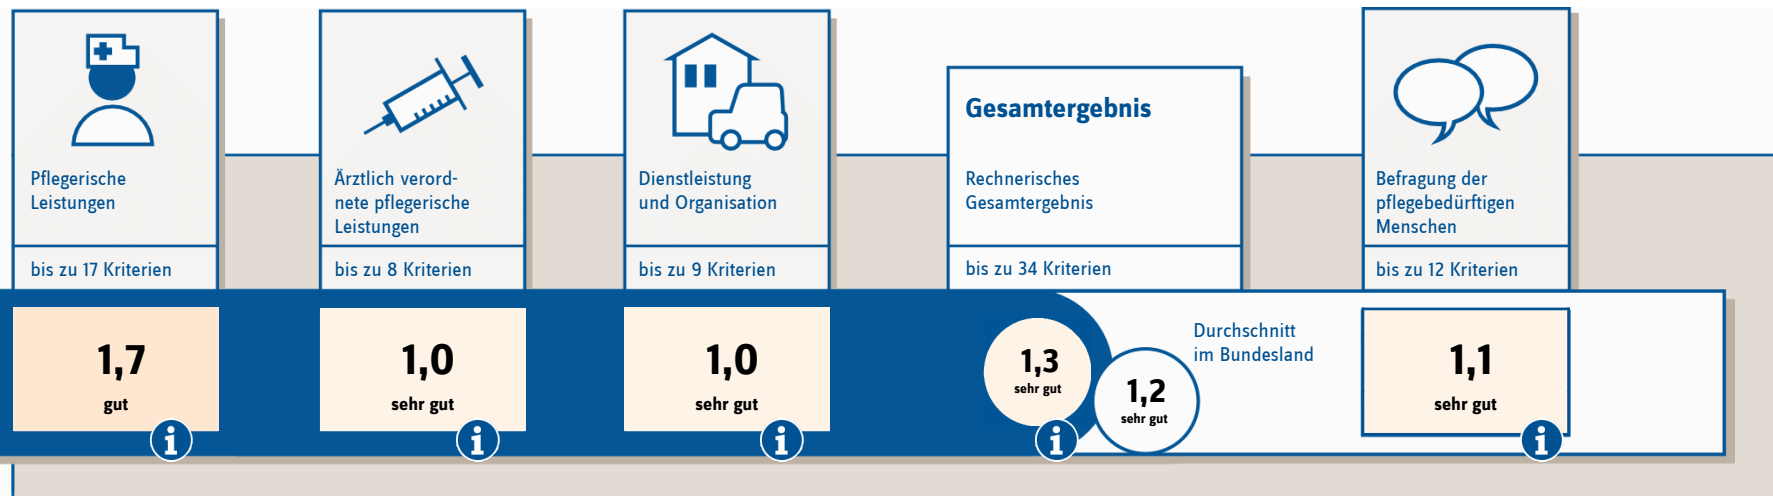 Pflegerische
Leistungen
bis zu 17 Kriterien
1,7
gut
i
Ärztlich verord-
nete pflegerische
Leistungen
bis zu 8 Kriterien
1,0
sehr gut
i
Dienstleistung
und Organisation
bis zu 9 Kriterien
1,0
sehr gut
i
Gesamtergebnis
Rechnerisches
Gesamtergebnis
bis zu 34 Kriterien
1,3
sehr gut
i
Durchschnitt
im Bundesland
1,2
sehr gut
Befragung der
pflegebedürftigen
Menschen
bis zu 12 Kriterien
1,1
sehr gut
i